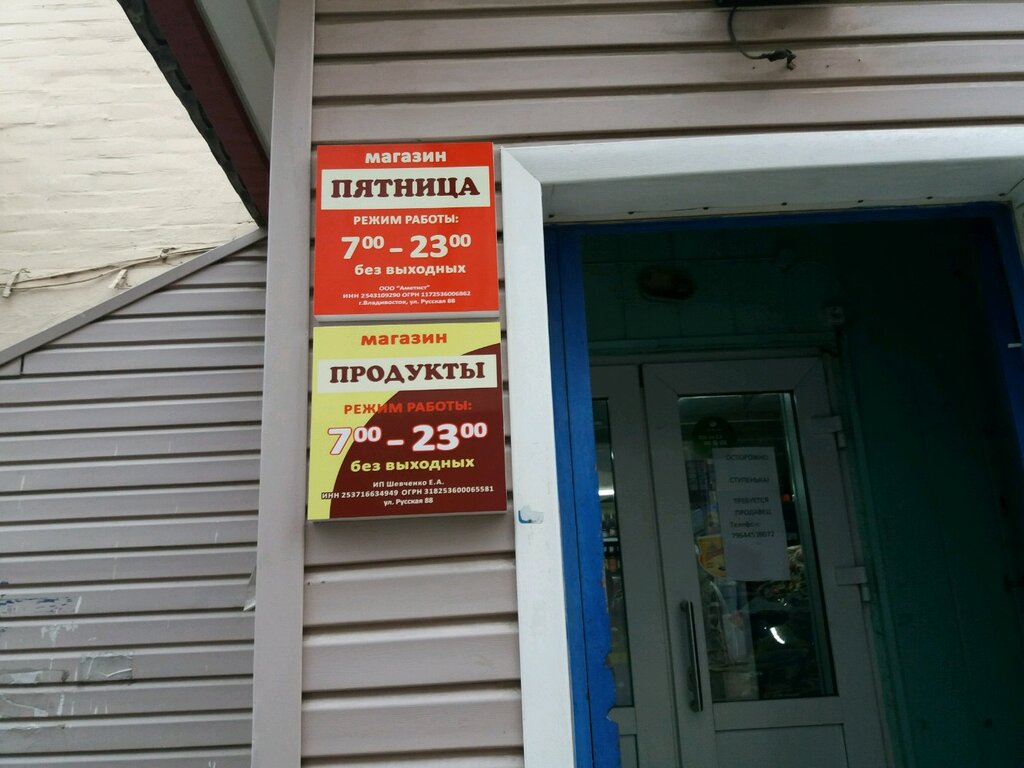 магазин
ПЯТНИЦА
РЕЖИМ РАБОТЫ:
7⁰⁰ – 23⁰⁰
без выходных
ООО "Аметист"
ИНН 2543109290 ОГРН 1172536006862
г.Владивосток, ул. Русская 88
магазин
ПРОДУКТЫ
РЕЖИМ РАБОТЫ:
7⁰⁰ – 23⁰⁰
без выходных
ИП Шевченко Е.А.
ИНН 253716634949 ОГРН 318253600065581
ул. Русская 88
ОСТОРОЖНО
СТУПЕНЬКА!
ТРЕБУЕТСЯ
ПРОДАВЕЦ
Телефон: